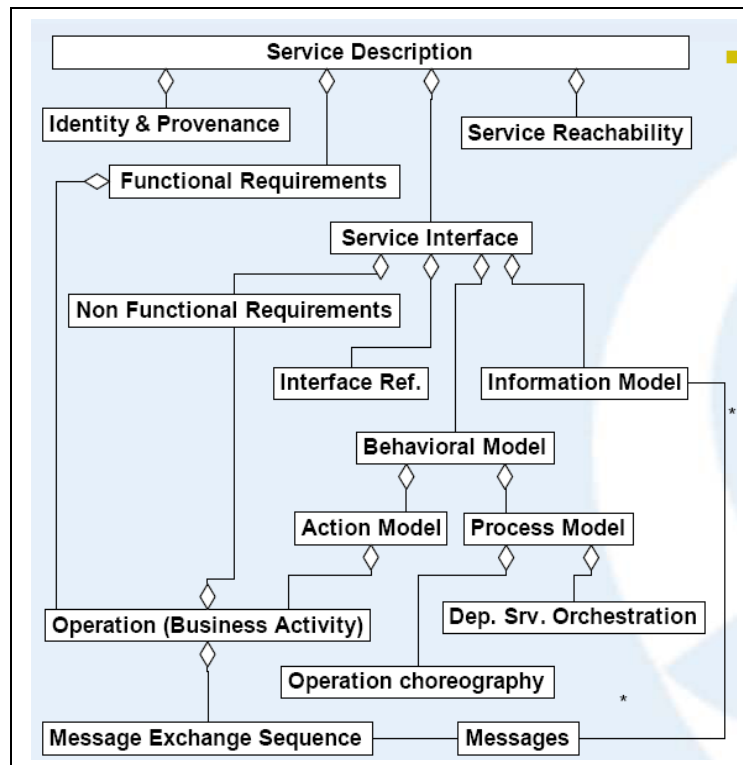 Service Description
Identity & Provenance
Service Reachability
Functional Requirements
Service Interface
Non Functional Requirements
Interface Ref.
Information Model
*
Behavioral Model
Action Model
Process Model
Dep. Srv. Orchestration
Operation (Business Activity)
Operation choreography
*
Message Exchange Sequence
Messages